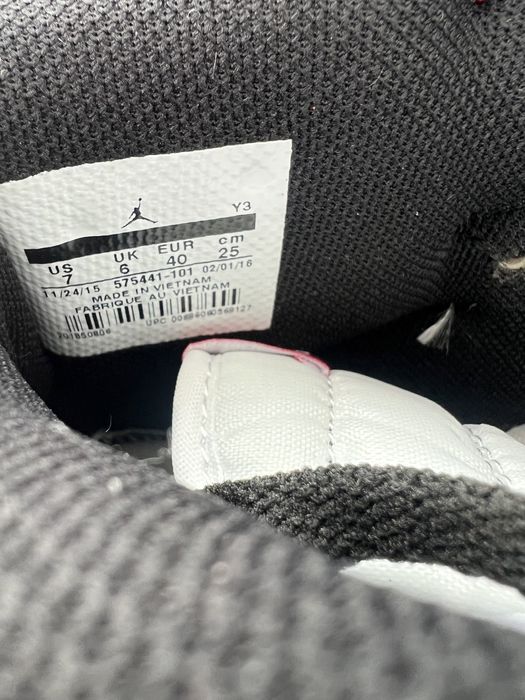 Y3
US UK EUR cm
7 6 40 25
11/24/15 575441-101 02/01/16
MADE IN VIETNAM
FABRIQUE AU VIETNAM
UPC